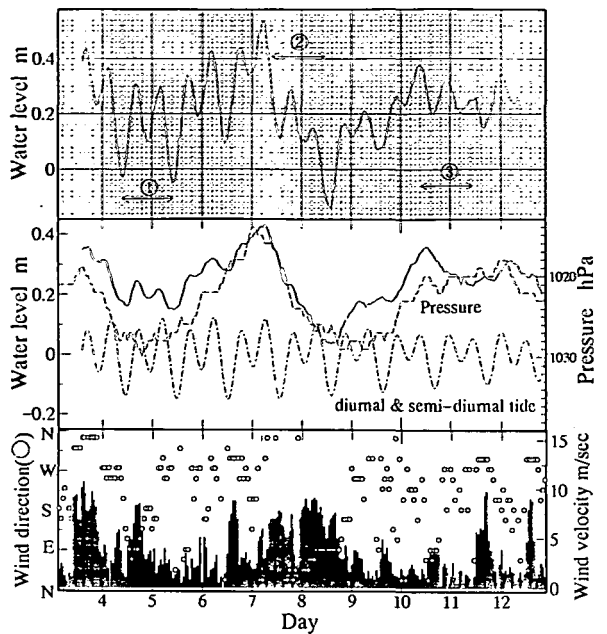 Water level m
0.4
0.2
0
①
②
③
Water level m
0.4
0.2
0
−0.2
Pressure
diurnal & semi-diurnal tide
1020
1030
Pressure hPa
Wind direction(○)
N
W
S
E
N
15
10
5
0
Wind velocity m/sec
4 5 6 7 8 9 10 11 12
Day